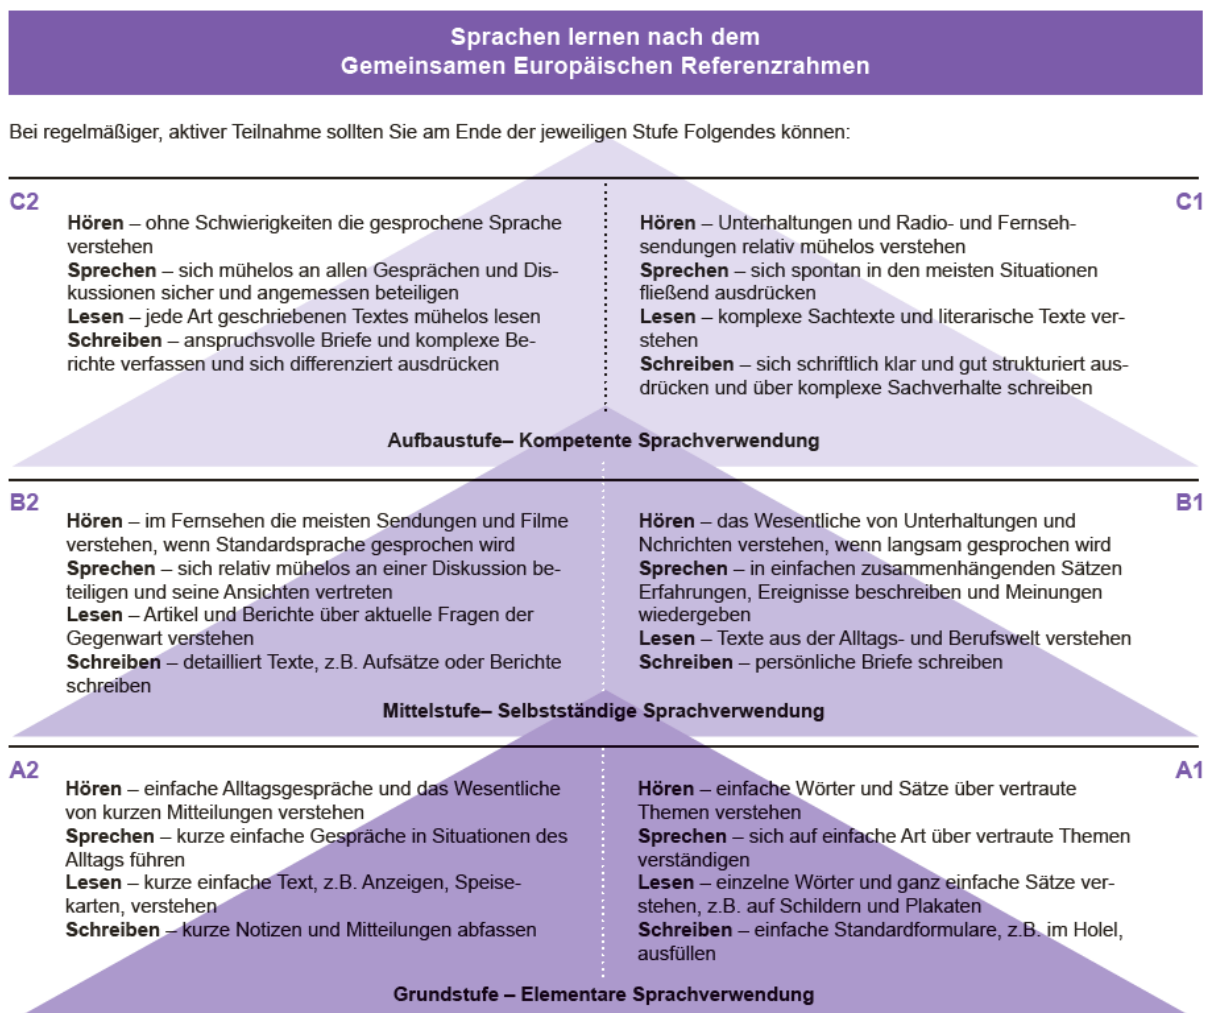 Sprachen lernen nach dem
Gemeinsamen Europäischen Referenzrahmen
Bei regelmäßiger, aktiver Teilnahme sollten Sie am Ende der jeweiligen Stufe Folgendes können:
C2
Hören – ohne Schwierigkeiten die gesprochene Sprache
verstehen
Sprechen – sich mühelos an allen Gesprächen und Dis-
kussionen sicher und angemessen beteiligen
Lesen – jede Art geschriebenen Textes mühelos lesen
Schreiben – anspruchsvolle Briefe und komplexe Be-
richte verfassen und sich differenziert ausdrücken
C1
Hören – Unterhaltungen und Radio- und Fernseh-
sendungen relativ mühelos verstehen
Sprechen – sich spontan in den meisten Situationen
fließend ausdrücken
Lesen – komplexe Sachtexte und literarische Texte ver-
stehen
Schreiben – sich schriftlich klar und gut strukturiert aus-
drücken und über komplexe Sachverhalte schreiben
Aufbaustufe– Kompetente Sprachverwendung
B2
Hören – im Fernsehen die meisten Sendungen und Filme
verstehen, wenn Standardsprache gesprochen wird
Sprechen – sich relativ mühelos an einer Diskussion be-
teiligen und seine Ansichten vertreten
Lesen – Artikel und Berichte über aktuelle Fragen der
Gegenwart verstehen
Schreiben – detailliert Texte, z.B. Aufsätze oder Berichte
schreiben
B1
Hören – das Wesentliche von Unterhaltungen und
Nchrichten verstehen, wenn langsam gesprochen wird
Sprechen – in einfachen zusammenhängenden Sätzen
Erfahrungen, Ereignisse beschreiben und Meinungen
wiedergeben
Lesen – Texte aus der Alltags- und Berufswelt verstehen
Schreiben – persönliche Briefe schreiben
Mittelstufe– Selbstständige Sprachverwendung
A2
Hören – einfache Alltagsgespräche und das Wesentliche
von kurzen Mitteilungen verstehen
Sprechen – kurze einfache Gespräche in Situationen des
Alltags führen
Lesen – kurze einfache Text, z.B. Anzeigen, Speise-
karten, verstehen
Schreiben – kurze Notizen und Mitteilungen abfassen
A1
Hören – einfache Wörter und Sätze über vertraute
Themen verstehen
Sprechen – sich auf einfache Art über vertraute Themen
verständigen
Lesen – einzelne Wörter und ganz einfache Sätze ver-
stehen, z.B. auf Schildern und Plakaten
Schreiben – einfache Standardformulare, z.B. im Holel,
ausfüllen
Grundstufe – Elementare Sprachverwendung